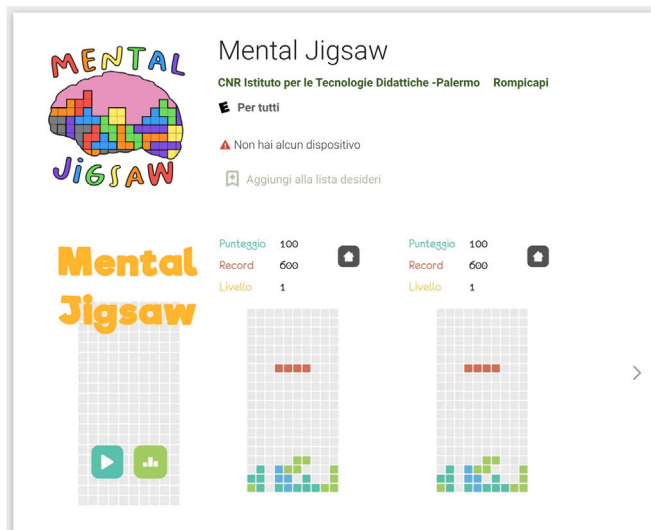 MENTAL
JiGSAW
Mental Jigsaw
CNR Istituto per le Tecnologie Didattiche -Palermo Rompicapi
E Per tutti
Non hai alcun dispositivo
Aggiungi alla lista desideri
Mental
Jigsaw
Punteggio 100
Record 600
Livello 1
Punteggio 100
Record 600
Livello 1